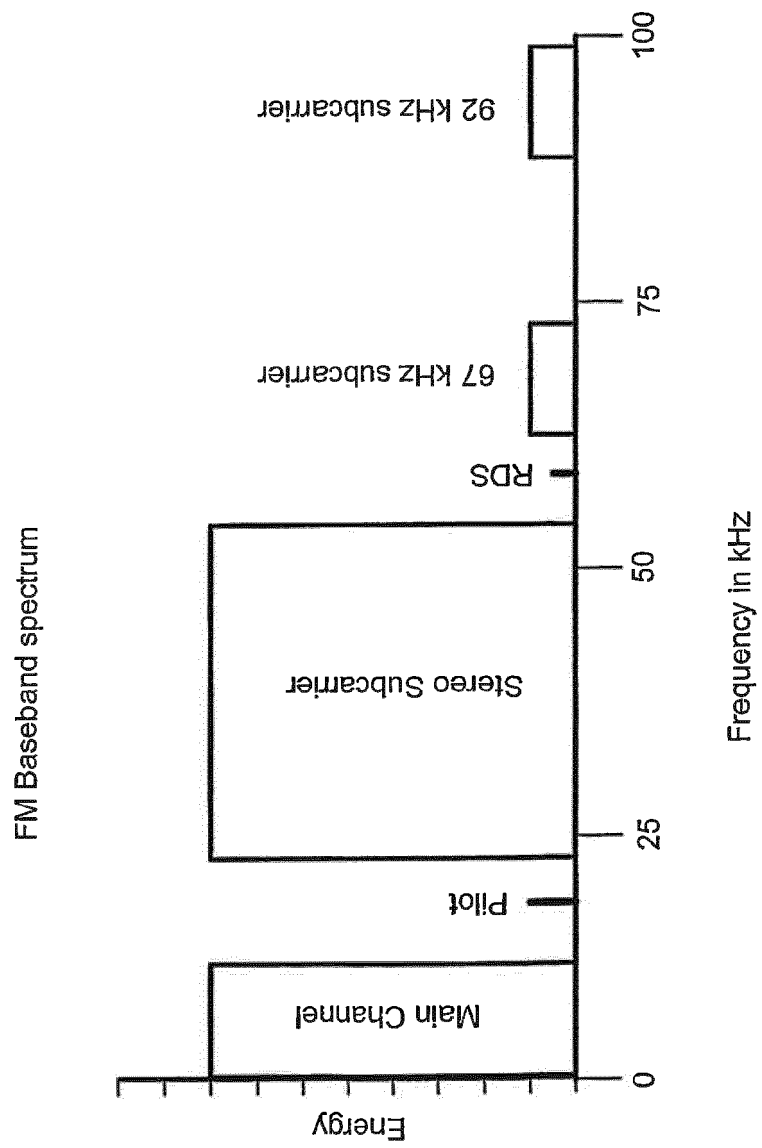 FM Baseband spectrum
Energy
Main Channel
Pilot
Stereo Subcarrier
RDS
67 kHz subcarrier
92 kHz subcarrier
0
25
50
75
100
Frequency in kHz